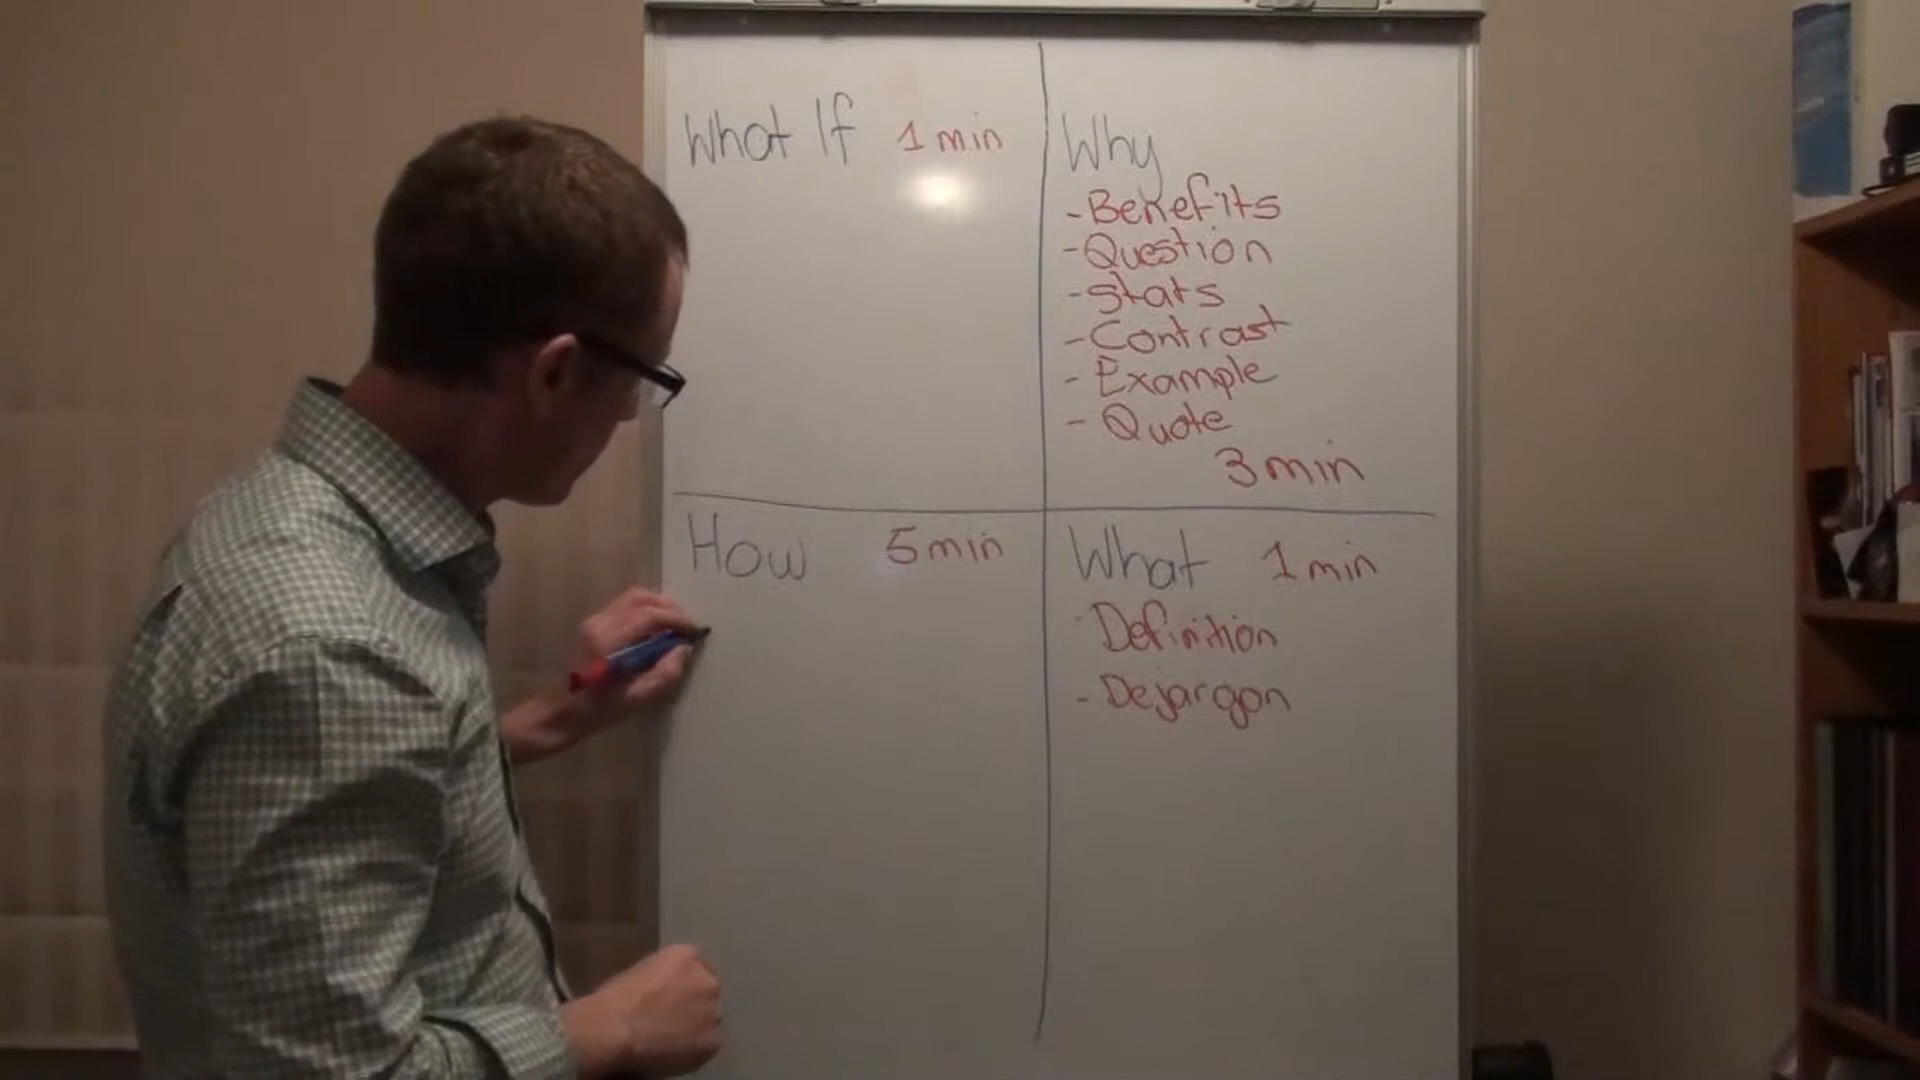 What If 1 min
Why
- Benefits
- Question
- Stats
- Contrast
- Example
- Quote
3 min
How 5 min
What 1 min
- Definition
- Dejargon